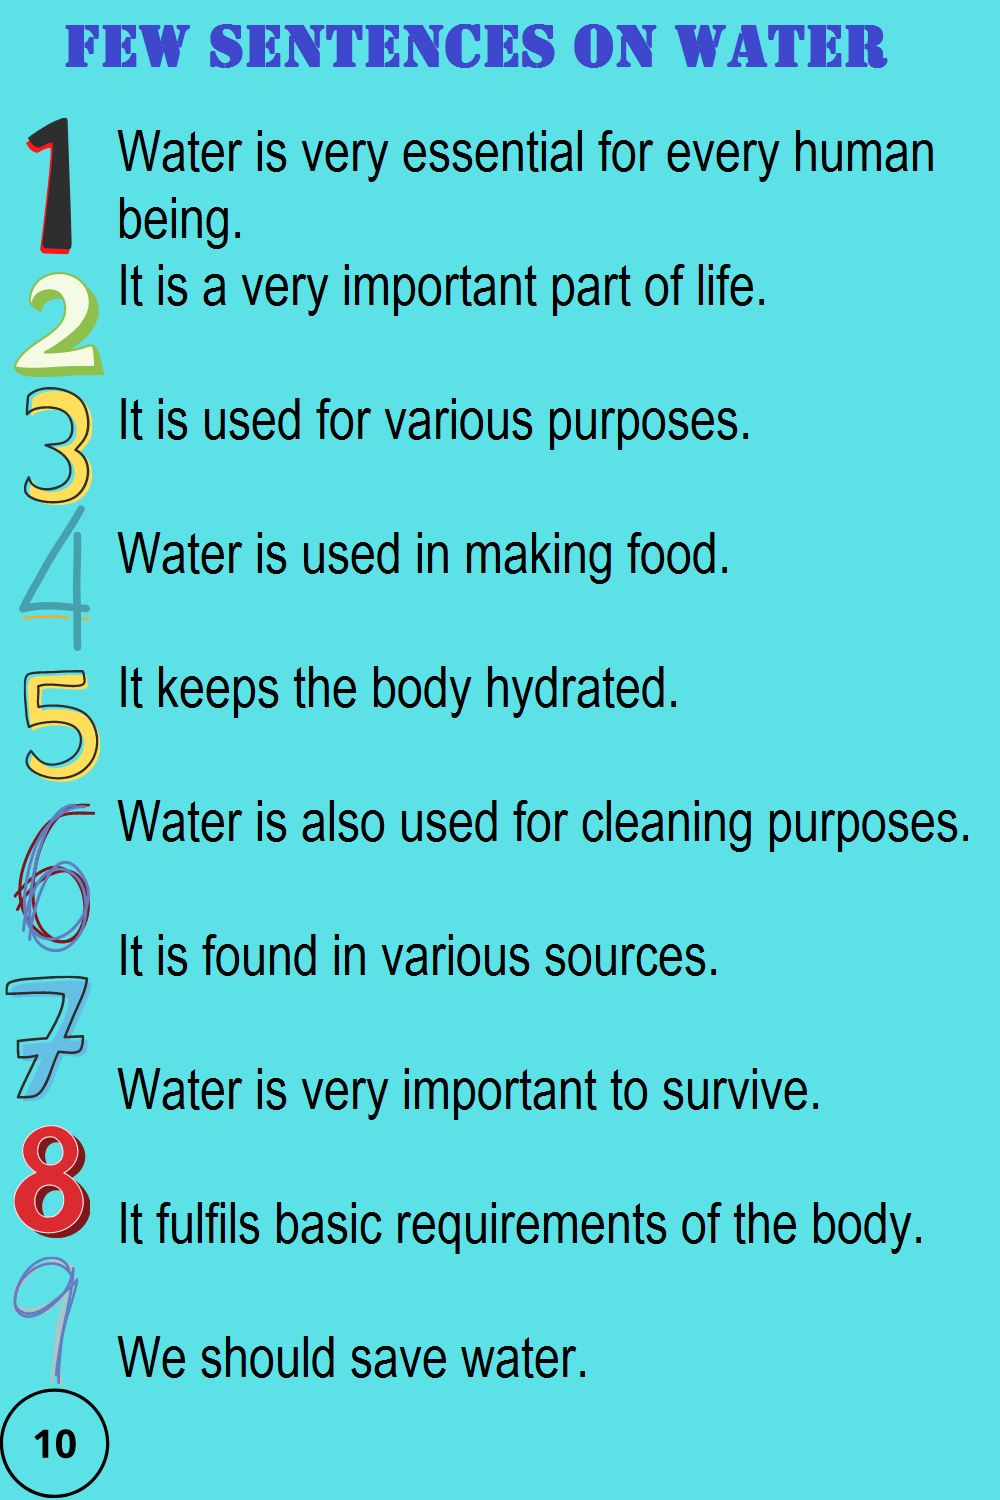 FEW SENTENCES ON WATER
1 Water is very essential for every human
being.
2 It is a very important part of life.
3 It is used for various purposes.
4 Water is used in making food.
5 It keeps the body hydrated.
6 Water is also used for cleaning purposes.
7 It is found in various sources.
8 Water is very important to survive.
9 It fulfils basic requirements of the body.
10 We should save water.